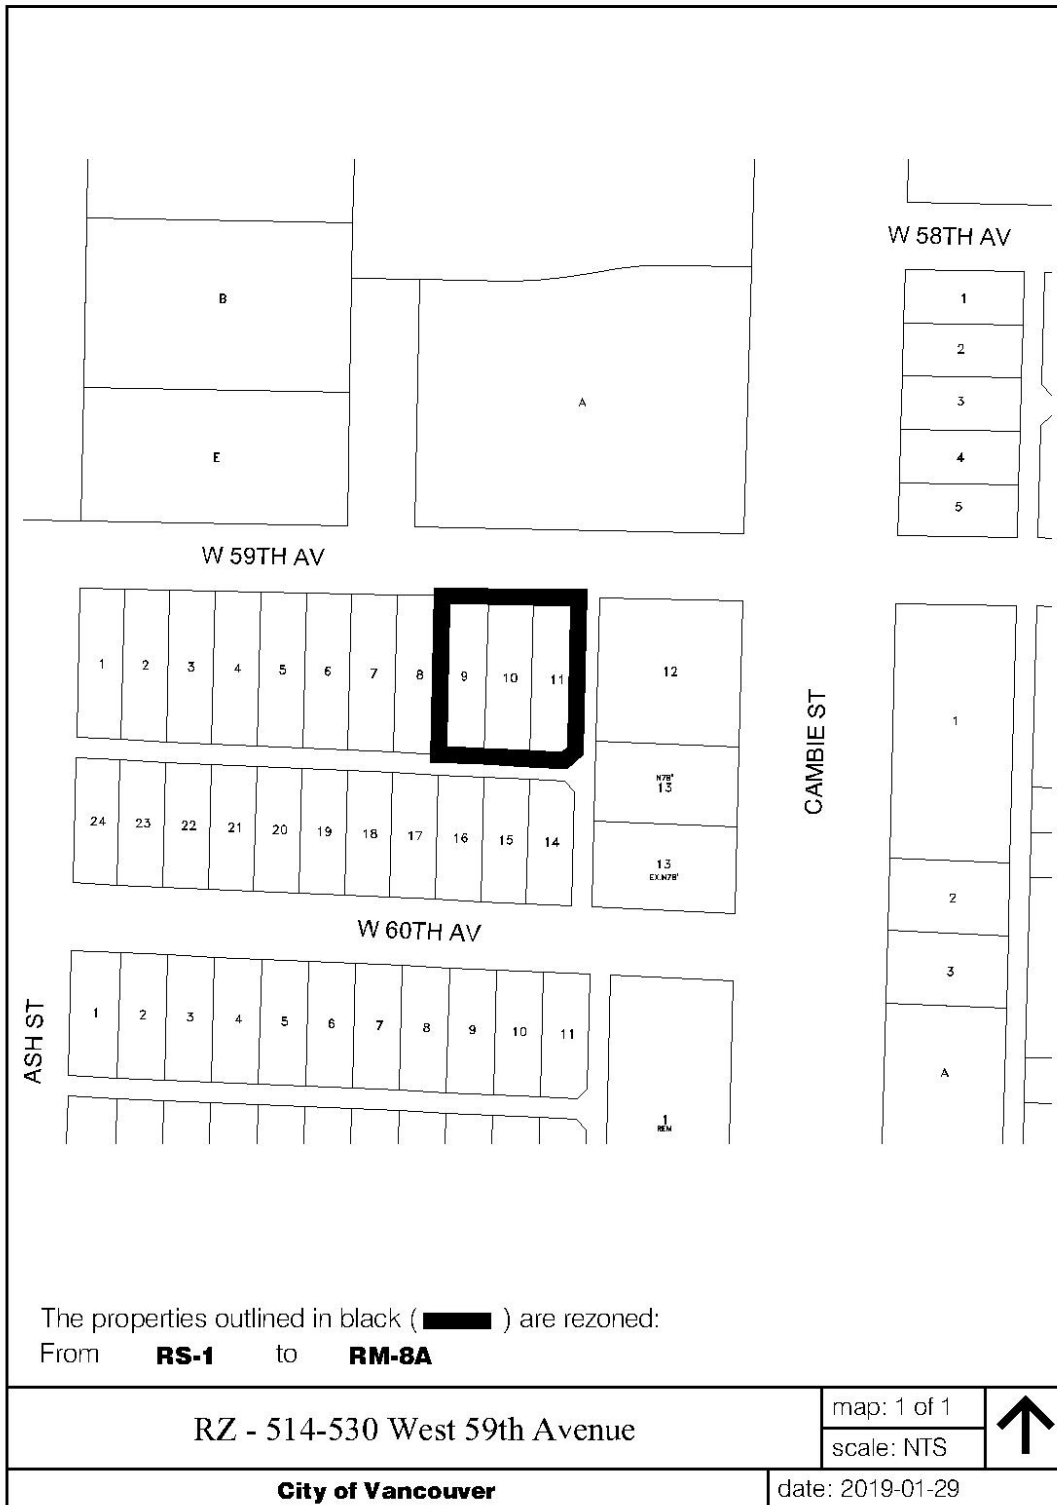 W 58TH AV
B
1
2
A
3
E
4
5
W 59TH AV
1 2 3 4 5 6 7 8 9 10 11 12
1
CAMBIE ST
N78'
13
24 23 22 21 20 19 18 17 16 15 14
13
EX.N78'
2
W 60TH AV
3
ASH ST
1 2 3 4 5 6 7 8 9 10 11
A
1
REM
The properties outlined in black ( ) are rezoned:
From RS-1 to RM-8A
RZ - 514-530 West 59th Avenue
map: 1 of 1
scale: NTS
City of Vancouver
date: 2019-01-29